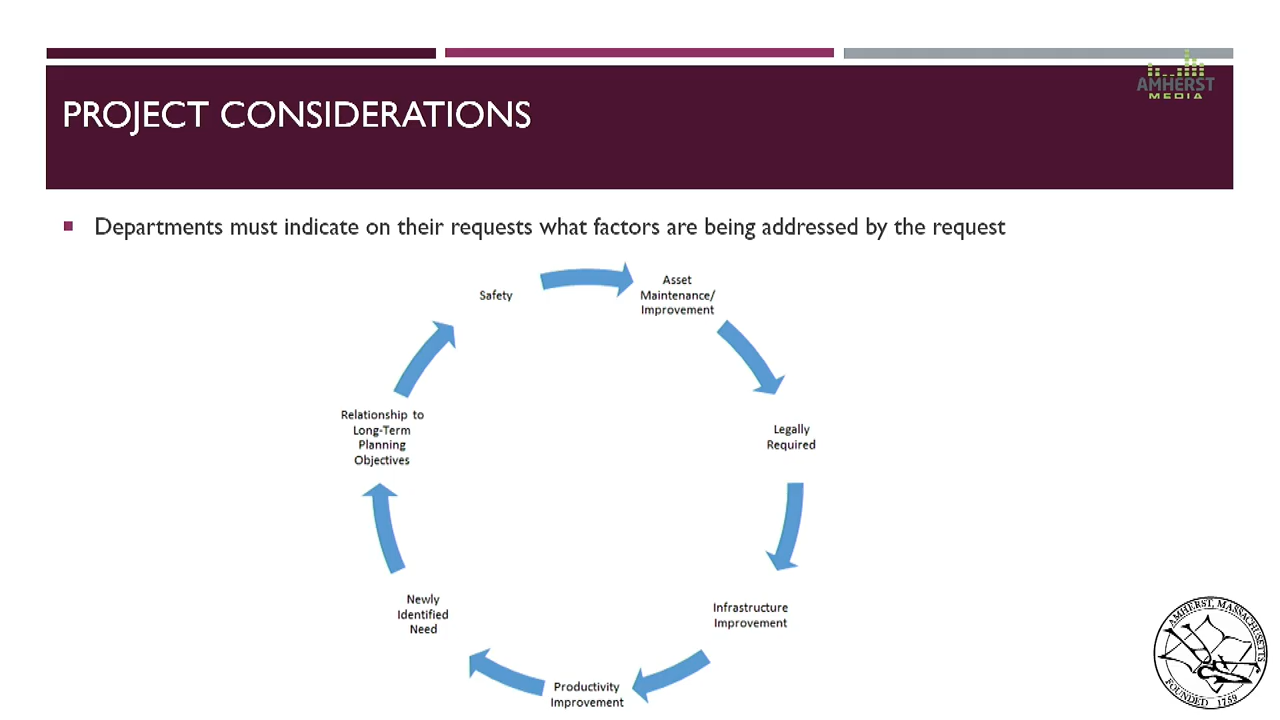 AMHERST
MEDIA
PROJECT CONSIDERATIONS
Departments must indicate on their requests what factors are being addressed by the request
Safety
Asset
Maintenance/
Improvement
Legally
Required
Infrastructure
Improvement
Productivity
Improvement
Newly
Identified
Need
Relationship to
Long-Term
Planning
Objectives
AMHERST, MASSACHUSETTS
FOUNDED 1759